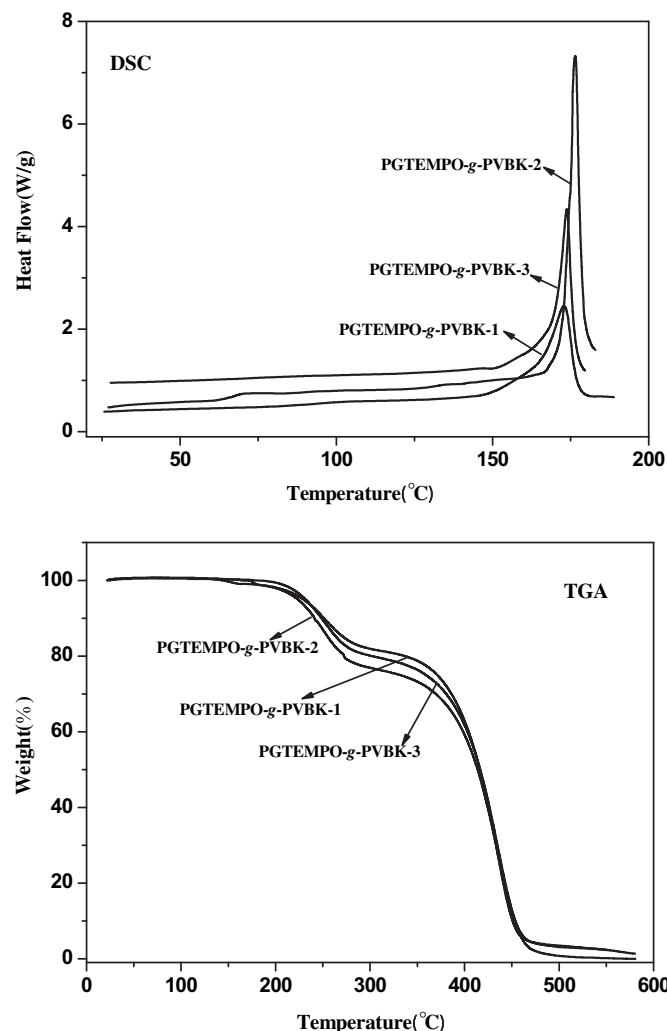 8
DSC
6
PGTEMPO-g-PVBK-2
4
PGTEMPO-g-PVBK-3
PGTEMPO-g-PVBK-1
2
0
Heat Flow(W/g)
50 100 150 200
Temperature(℃)
100
TGA
80
PGTEMPO-g-PVBK-2
PGTEMPO-g-PVBK-1
60
PGTEMPO-g-PVBK-3
40
20
0
Weight(%)
0 100 200 300 400 500 600
Temperature(℃)